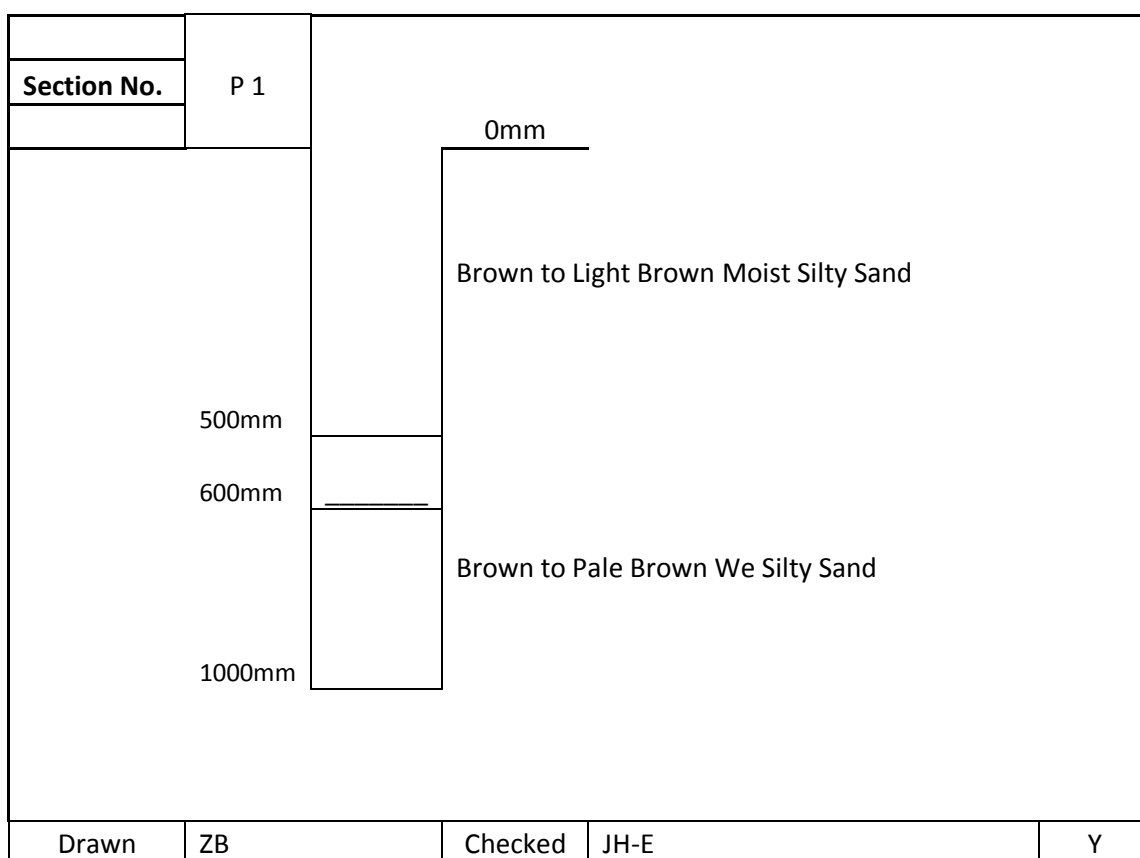 Section No. P 1
0mm
Brown to Light Brown Moist Silty Sand
500mm
600mm _______
Brown to Pale Brown We Silty Sand
1000mm
Drawn ZB Checked JH-E Y